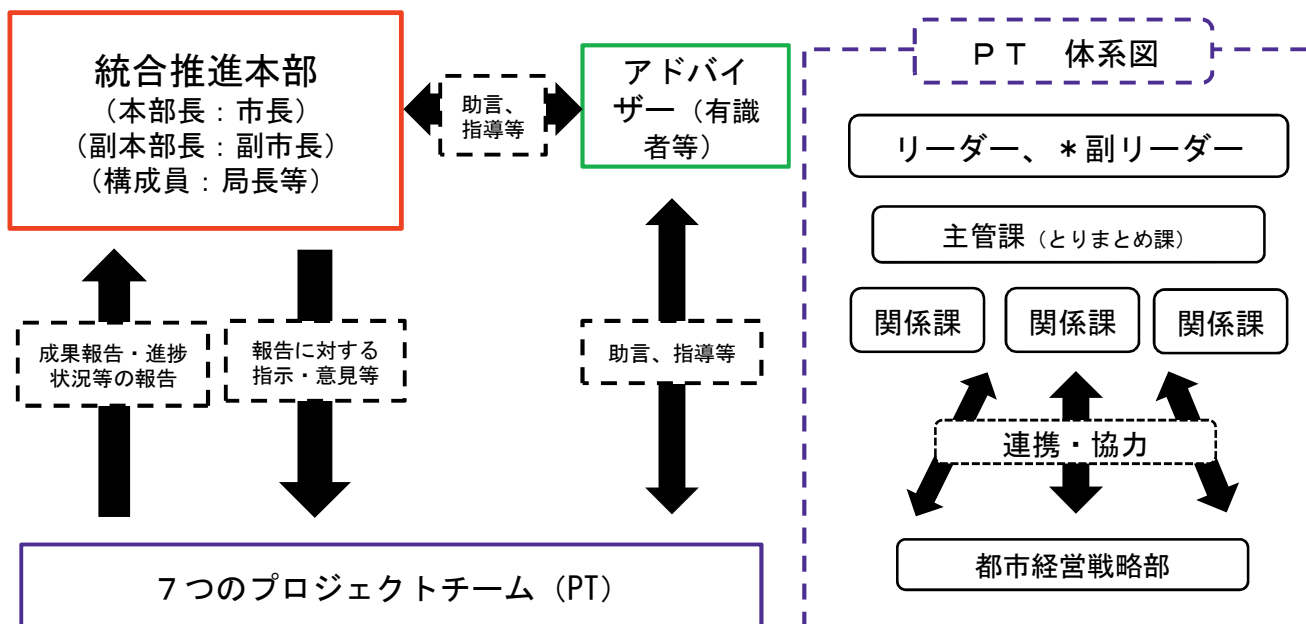 統合推進本部
（本部長：市長）
（副本部長：副市長）
（構成員：局長等）
助言、
指導等
アドバイ
ザー（有識
者等）
成果報告・進捗
状況等の報告
報告に対する
指示・意見等
助言、指導等
７つのプロジェクトチーム（PT）
ＰＴ　体系図
リーダー、＊副リーダー
主管課（とりまとめ課）
関係課
関係課
関係課
連携・協力
都市経営戦略部